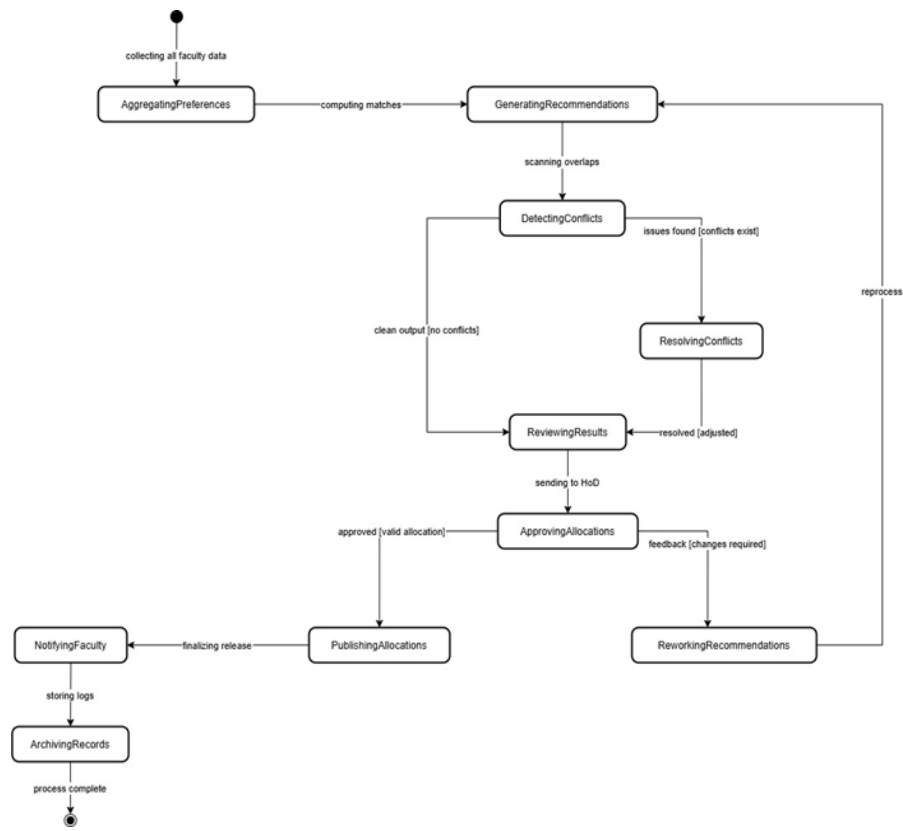 collecting all faculty data
AggregatingPreferences
computing matches
GeneratingRecommendations
scanning overlaps
DetectingConflicts
issues found [conflicts exist]
reprocess
clean output [no conflicts]
ResolvingConflicts
ReviewingResults
resolved [adjusted]
sending to HoD
approved [valid allocation]
ApprovingAllocations
feedback [changes required]
NotifyingFaculty
finalizing release
PublishingAllocations
ReworkingRecommendations
storing logs
ArchivingRecords
process complete